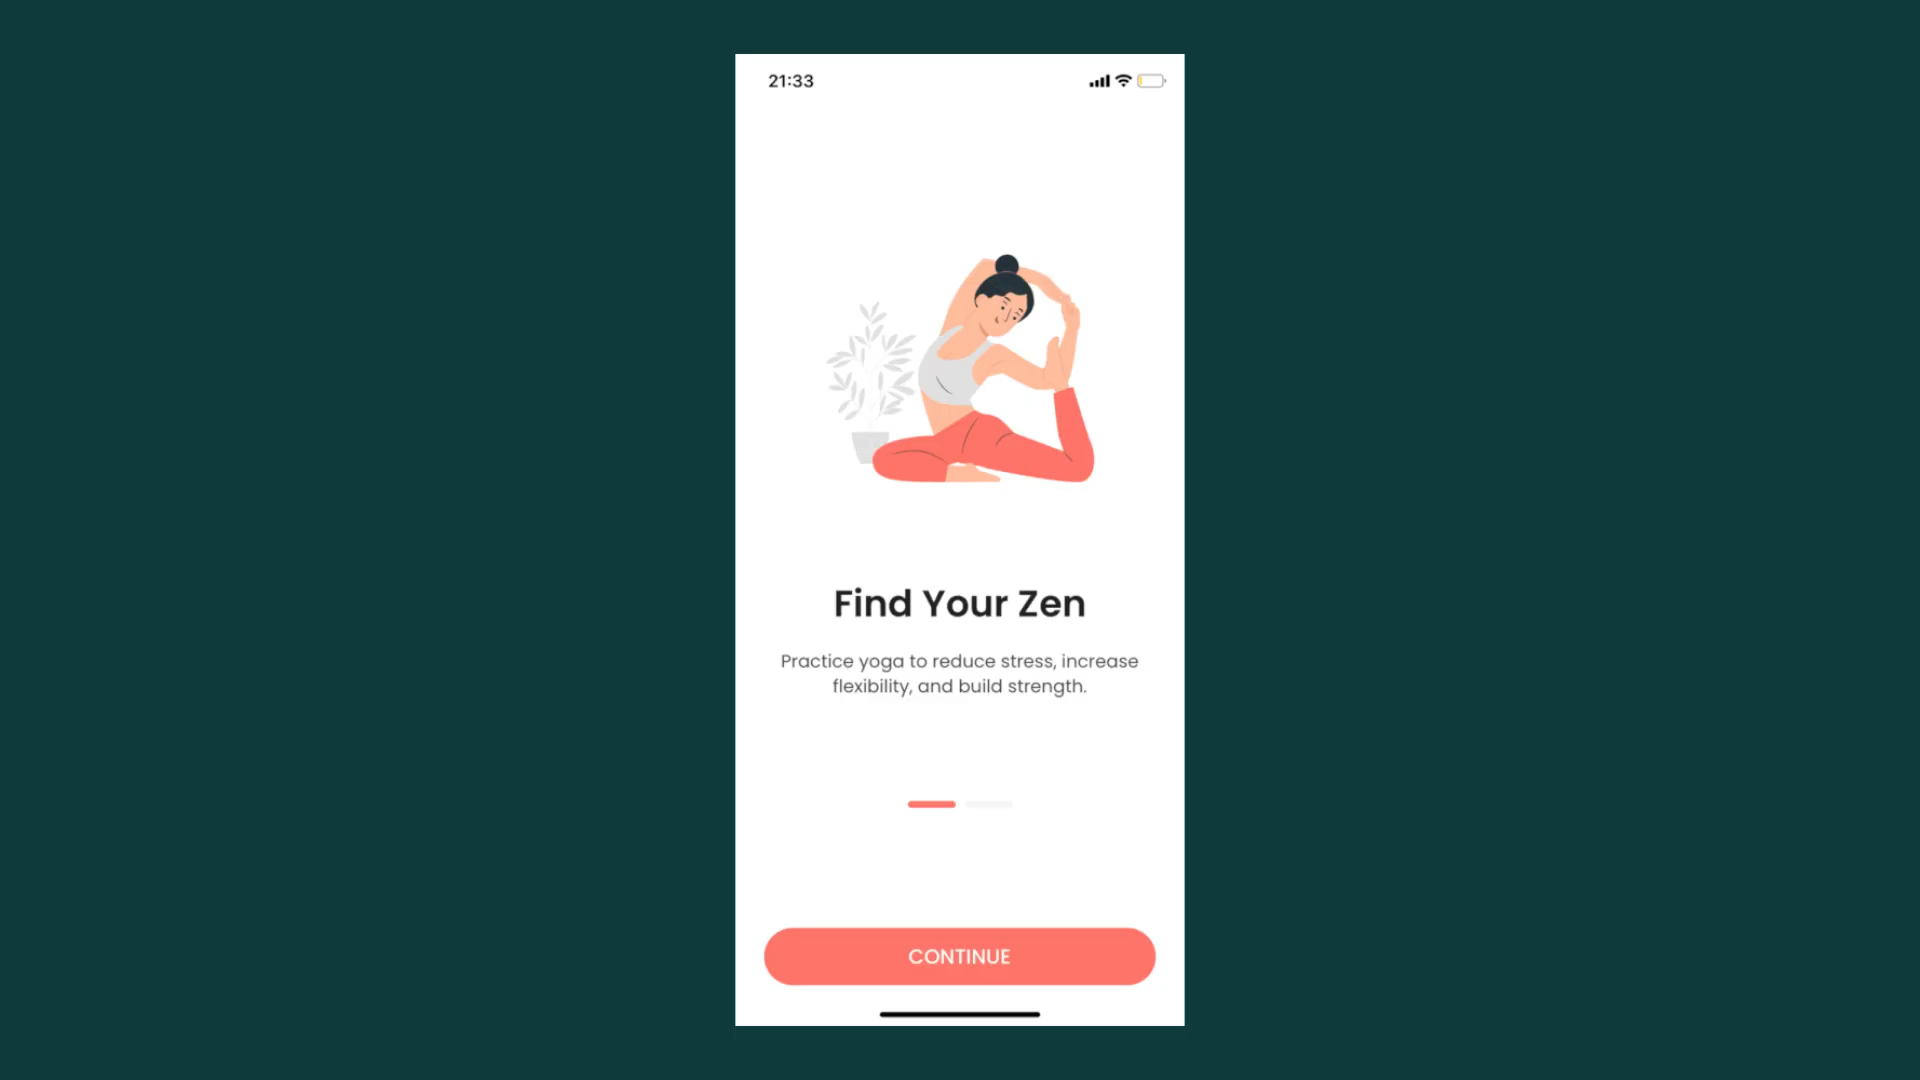 21:33
Find Your Zen
Practice yoga to reduce stress, increase
flexibility, and build strength.
CONTINUE